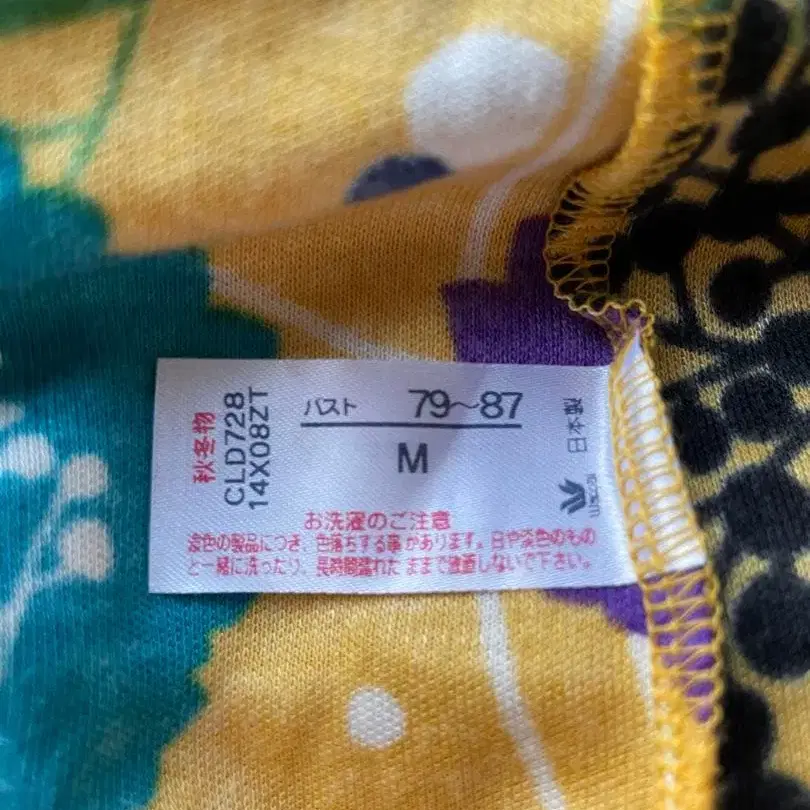 秋冬物
CLD728
14X08ZT
バスト 79～87
M
日本製
Wacoal
お洗濯のご注意
濃色の製品につき、色落ちする事があります。白や淡色のもの
と一緒に洗ったり、長時間濡れたままで放置しないで下さい。